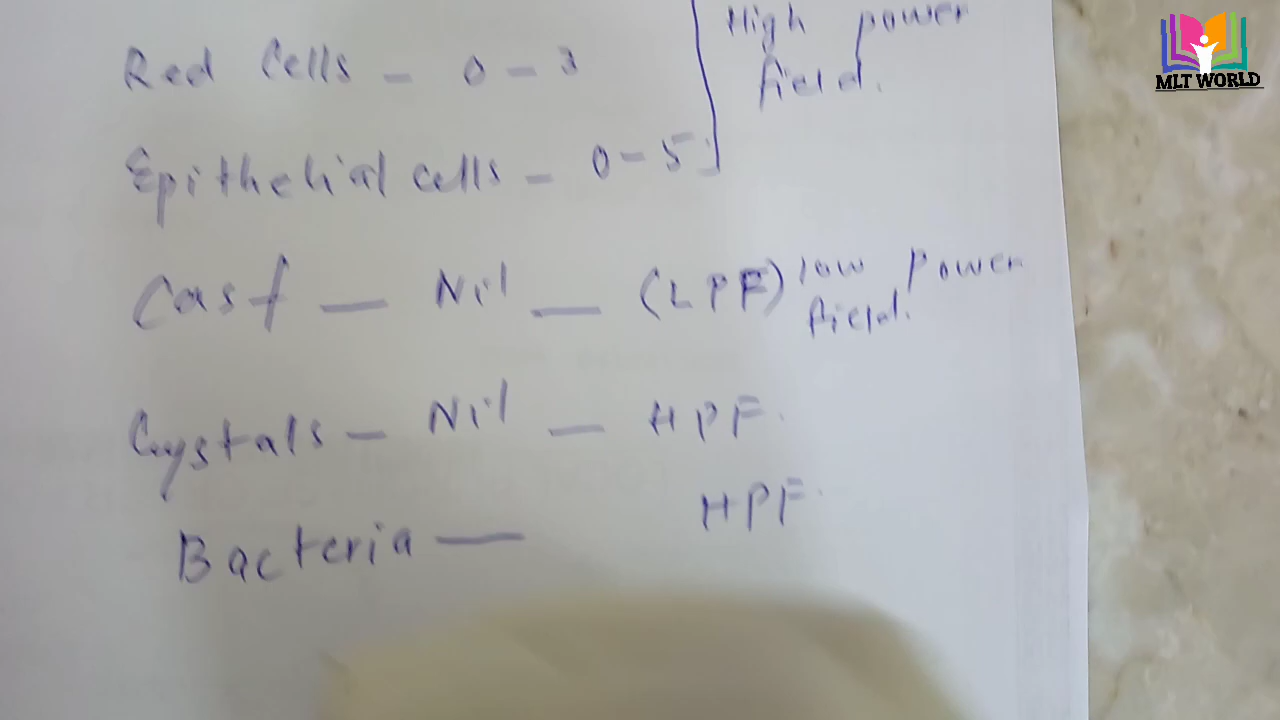 High power
field.
Red Cells - 0 - 3
Epithelial cells - 0-5
Cast — Nil — (LPF) low power
field.
Crystals - Nil — HPF.
Bacteria — HPF.
MLT WORLD